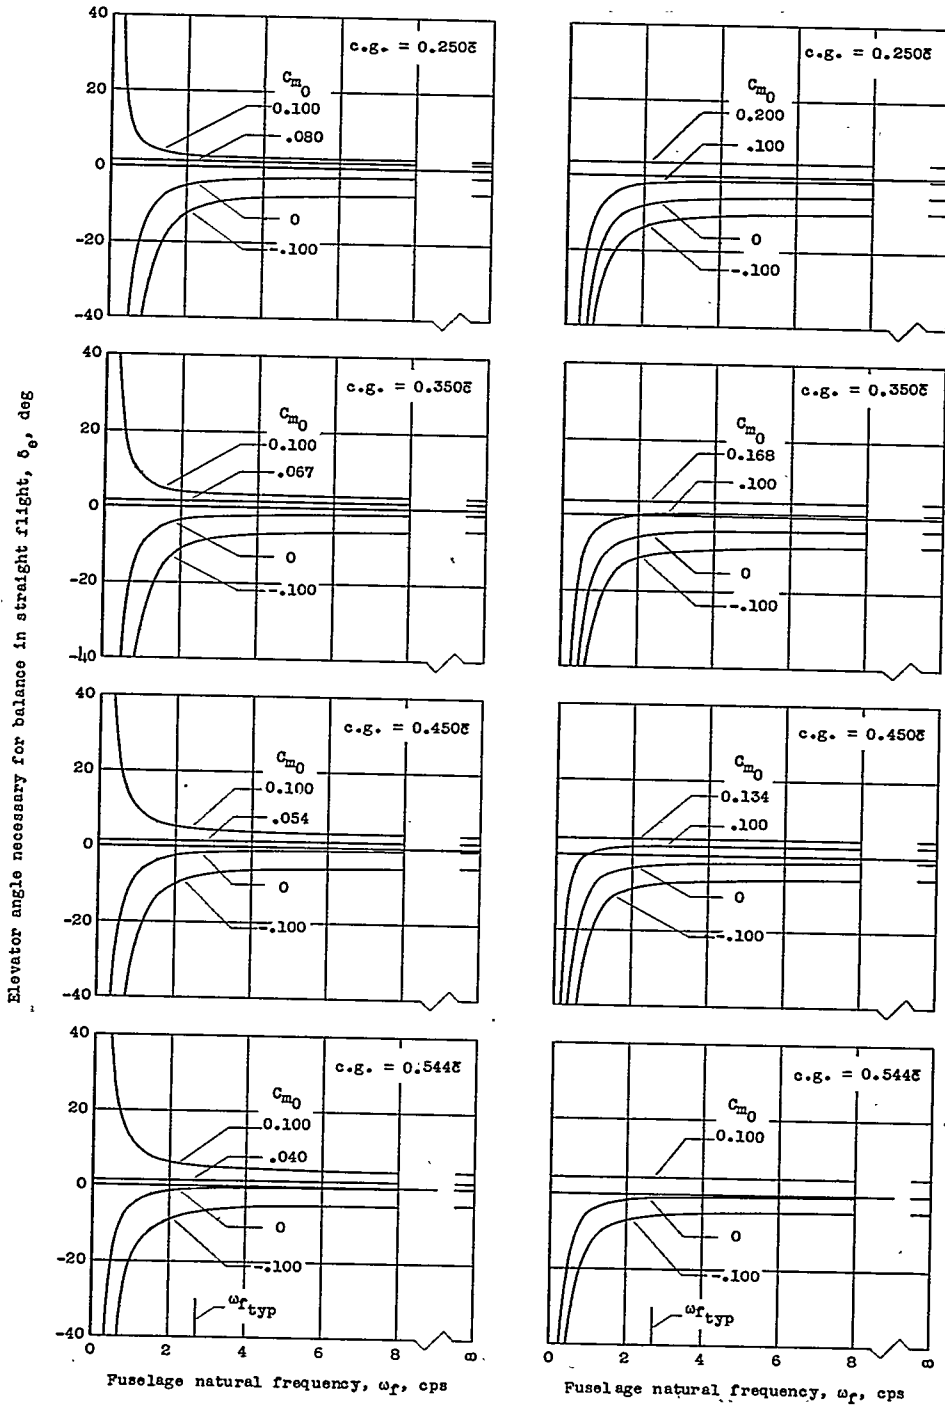 Elevator angle necessary for balance in straight flight, δe, deg
40
20
0
-20
-40
c.g. = 0.250c̄
Cm0
0.100
.080
0
-.100
c.g. = 0.250c̄
Cm0
0.200
.100
0
-.100
40
20
0
-20
-40
c.g. = 0.350c̄
Cm0
0.100
.067
0
-.100
c.g. = 0.350c̄
Cm0
0.168
.100
0
-.100
40
20
0
-20
-40
c.g. = 0.450c̄
Cm0
0.100
.054
0
-.100
c.g. = 0.450c̄
Cm0
0.134
.100
0
-.100
40
20
0
-20
-40
c.g. = 0.544c̄
Cm0
0.100
.040
0
-.100
ωftyp
0 2 4 6 8 ∞
Fuselage natural frequency, ωf, cps
c.g. = 0.544c̄
Cm0
0.100
0
-.100
ωftyp
0 2 4 6 8 ∞
Fuselage natural frequency, ωf, cps